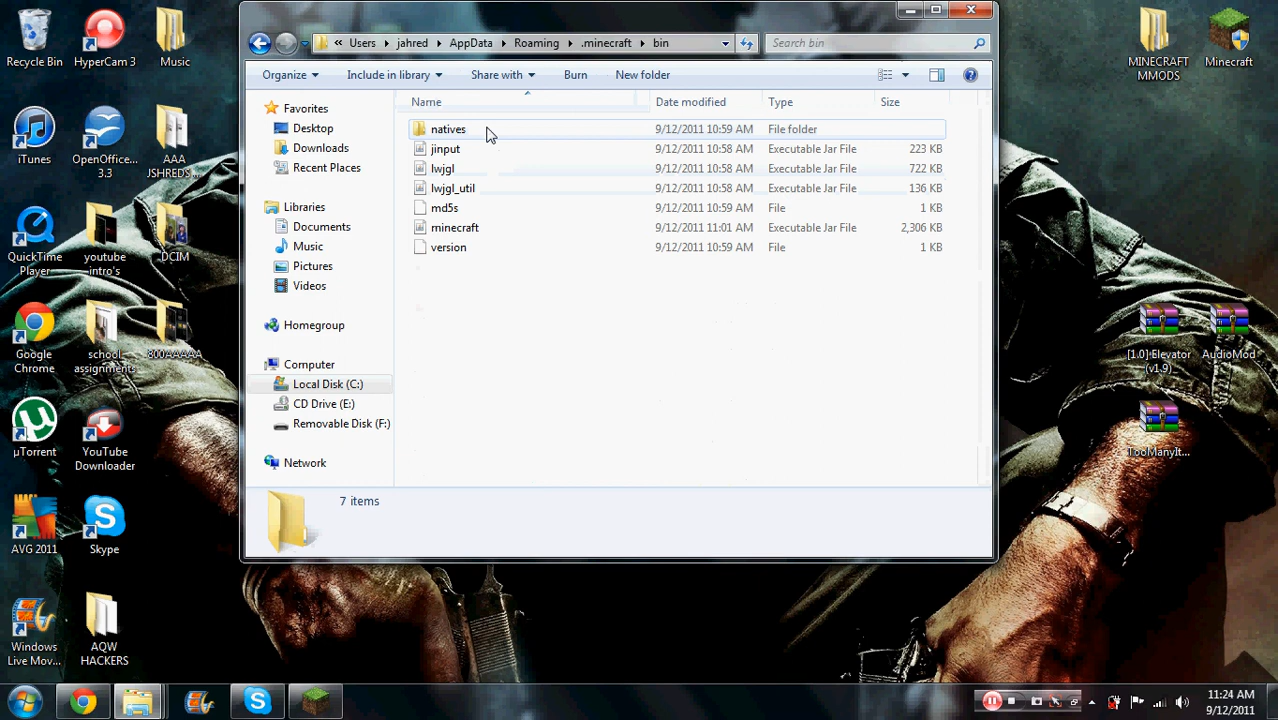 Recycle Bin
HyperCam 3
Music
iTunes
OpenOffice...
3.3
AAA
JSHREDS...
QuickTime
Player
youtube
intro's
DCIM
Google
Chrome
school
assignments
800AAAAA
µTorrent
YouTube
Downloader
AVG 2011
Skype
Windows
Live Mov...
AQW
HACKERS
« Users jahred AppData Roaming .minecraft bin
Search bin
Organize Include in library Share with Burn New folder
Favorites
Desktop
Downloads
Recent Places
Libraries
Documents
Music
Pictures
Videos
Homegroup
Computer
Local Disk (C:)
CD Drive (E:)
Removable Disk (F:)
Network
Name Date modified Type Size
natives 9/12/2011 10:59 AM File folder
jinput 9/12/2011 10:58 AM Executable Jar File 223 KB
lwjgl 9/12/2011 10:58 AM Executable Jar File 722 KB
lwjgl_util 9/12/2011 10:58 AM Executable Jar File 136 KB
md5s 9/12/2011 10:59 AM File 1 KB
minecraft 9/12/2011 11:01 AM Executable Jar File 2,306 KB
version 9/12/2011 10:59 AM File 1 KB
7 items
MINECRAFT
MMODS
Minecraft
[1.0] Elevator
(v1.9)
AudioMod
TooManyIt...
11:24 AM
9/12/2011